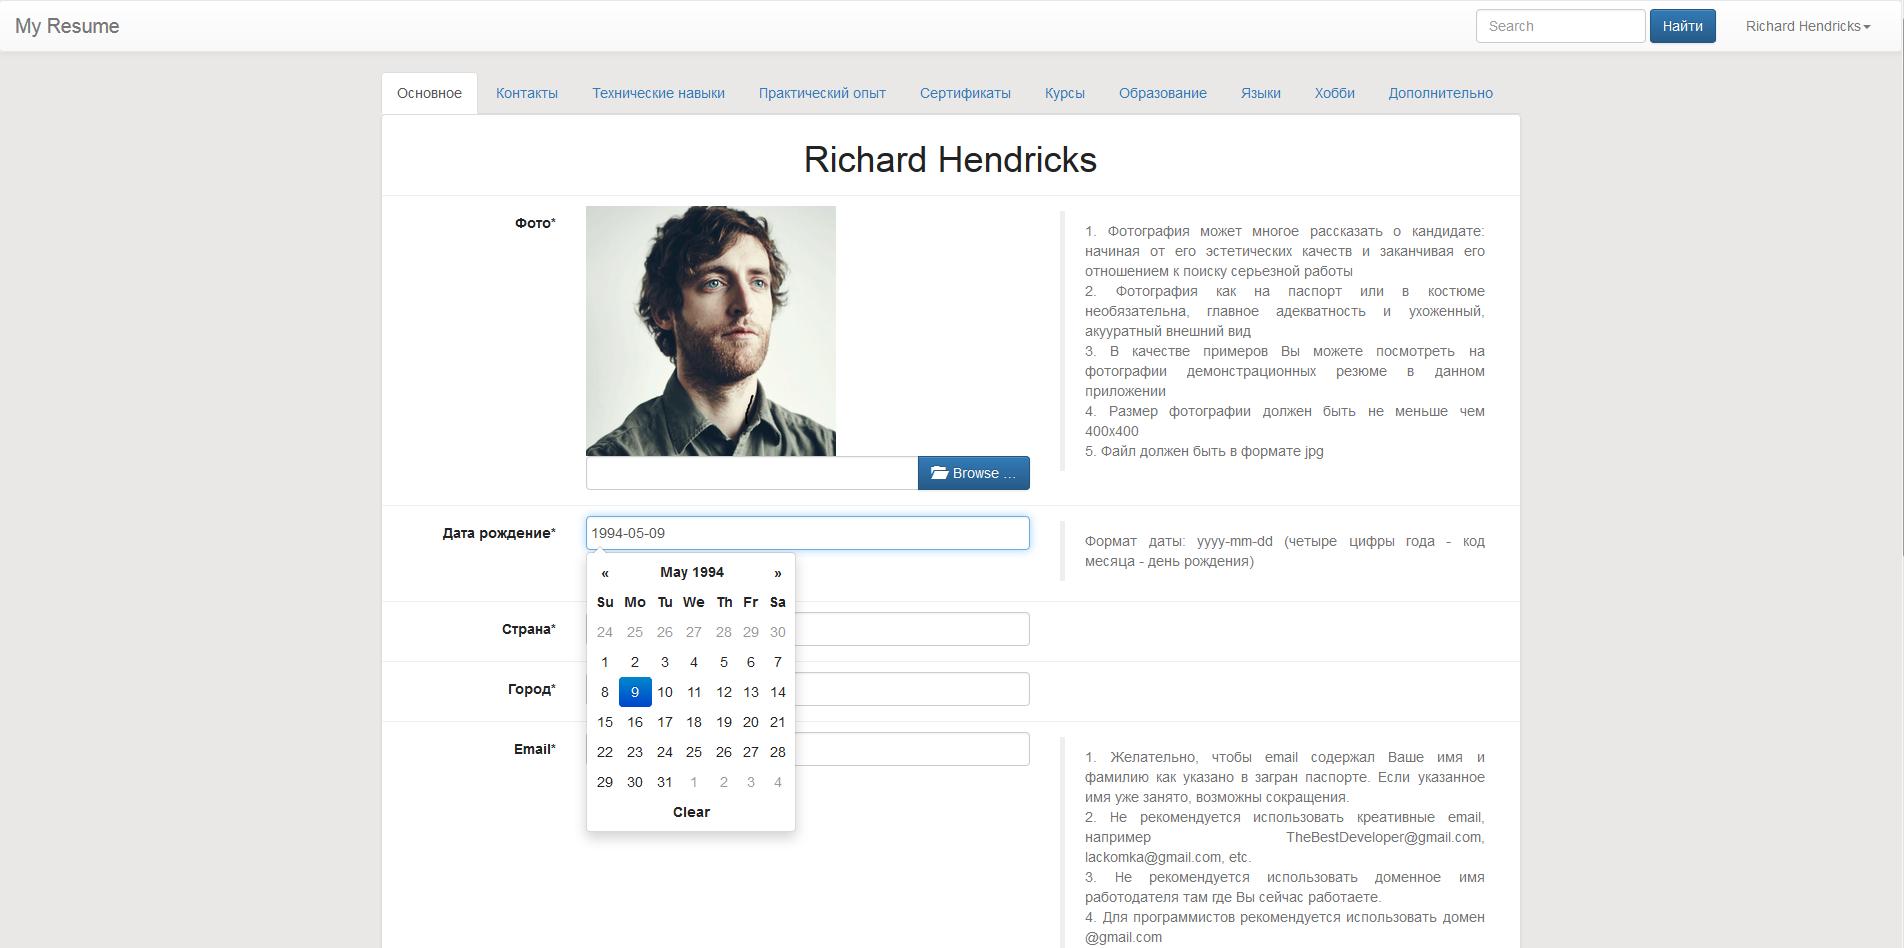 My Resume
Search
Найти
Richard Hendricks
Основное Контакты Технические навыки Практический опыт Сертификаты Курсы Образование Языки Хобби Дополнительно
Richard Hendricks
Фото*
1. Фотография может многое рассказать о кандидате:
начиная от его эстетических качеств и заканчивая его
отношением к поиску серьезной работы
2. Фотография как на паспорт или в костюме
необязательна, главное адекватность и ухоженный,
акууратный внешний вид
3. В качестве примеров Вы можете посмотреть на
фотографии демонстрационных резюме в данном
приложении
4. Размер фотографии должен быть не меньше чем
400x400
5. Файл должен быть в формате jpg
Browse ...
Дата рождение*
1994-05-09
Формат даты: yyyy-mm-dd (четыре цифры года - код
месяца - день рождения)
« May 1994 »
Su Mo Tu We Th Fr Sa
24 25 26 27 28 29 30
1 2 3 4 5 6 7
8 9 10 11 12 13 14
15 16 17 18 19 20 21
22 23 24 25 26 27 28
29 30 31 1 2 3 4
Clear
Страна*
Город*
Email*
1. Желательно, чтобы email содержал Ваше имя и
фамилию как указано в загран паспорте. Если указанное
имя уже занято, возможны сокращения.
2. Не рекомендуется использовать креативные email,
например TheBestDeveloper@gmail.com,
lackomka@gmail.com, etc.
3. Не рекомендуется использовать доменное имя
работодателя там где Вы сейчас работаете.
4. Для программистов рекомендуется использовать домен
@gmail.com